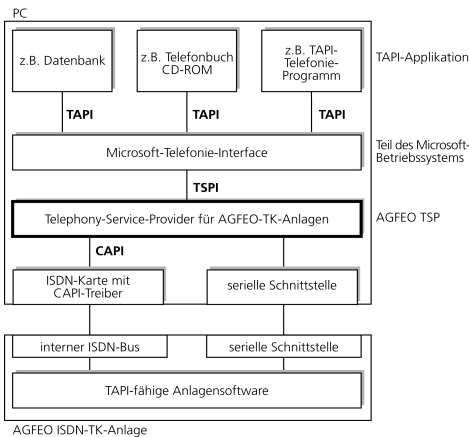 PC
z.B. Datenbank
z.B. Telefonbuch
CD-ROM
z.B. TAPI-
Telefonie-
Programm
TAPI-Applikation
TAPI
TAPI
TAPI
Microsoft-Telefonie-Interface
Teil des Microsoft-
Betriebssystems
TSPI
Telephony-Service-Provider für AGFEO-TK-Anlagen
AGFEO TSP
CAPI
ISDN-Karte mit
CAPI-Treiber
serielle Schnittstelle
interner ISDN-Bus
serielle Schnittstelle
TAPI-fähige Anlagensoftware
AGFEO ISDN-TK-Anlage